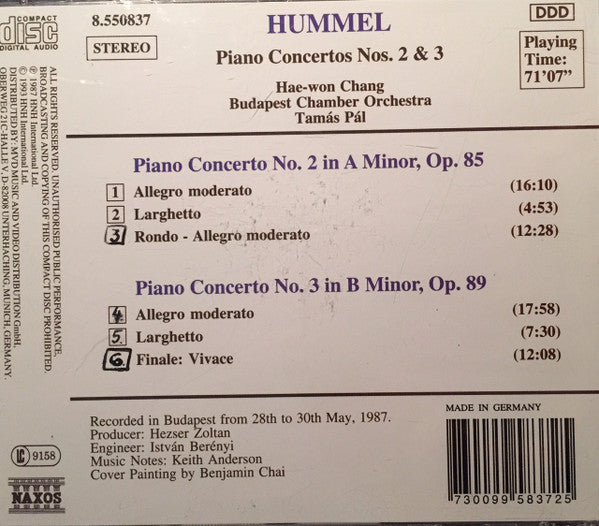 COMPACT
disc
DIGITAL AUDIO
8.550837
STEREO
HUMMEL
Piano Concertos Nos. 2 & 3
Hae-won Chang
Budapest Chamber Orchestra
Tamás Pál
DDD
Playing
Time:
71'07"
ALL RIGHTS RESERVED. UNAUTHORISED PUBLIC PERFORMANCE,
BROADCASTING AND COPYING OF THIS COMPACT DISC PROHIBITED.
℗ 1987 HNH International Ltd.
© 1993 HNH International Ltd.
DISTRIBUTED BY: MVD MUSIC AND VIDEO DISTRIBUTION GmbH,
OBERWEG 21C-HALLE V, D-82008 UNTERHACHING, MUNICH, GERMANY.
Piano Concerto No. 2 in A Minor, Op. 85
1 Allegro moderato (16:10)
2 Larghetto (4:53)
3 Rondo - Allegro moderato (12:28)
Piano Concerto No. 3 in B Minor, Op. 89
4 Allegro moderato (17:58)
5 Larghetto (7:30)
6 Finale: Vivace (12:08)
Recorded in Budapest from 28th to 30th May, 1987.
Producer: Hezser Zoltan
Engineer: István Berényi
Music Notes: Keith Anderson
Cover Painting by Benjamin Chai
LC 9158
NAXOS
MADE IN GERMANY
7 30099 58372 5